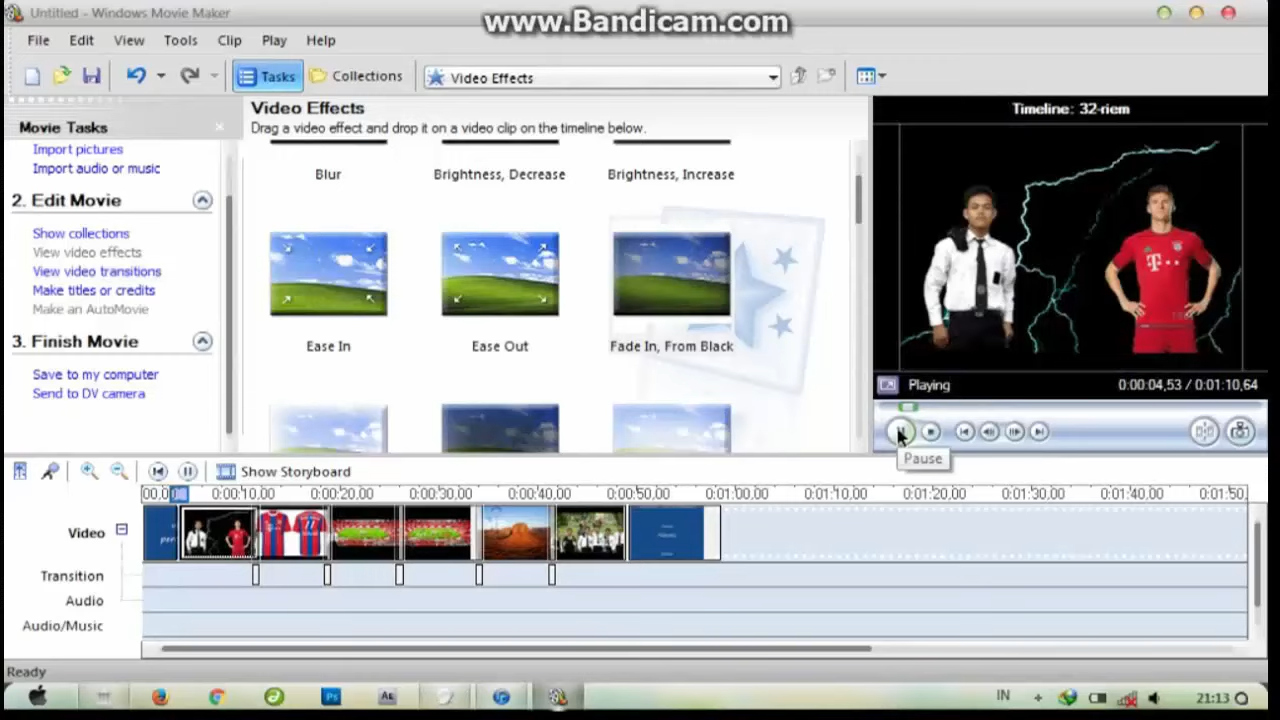 Untitled - Windows Movie Maker
www.Bandicam.com
File Edit View Tools Clip Play Help
Tasks Collections Video Effects
Movie Tasks
Import pictures
Import audio or music
2. Edit Movie
Show collections
View video effects
View video transitions
Make titles or credits
Make an AutoMovie
3. Finish Movie
Save to my computer
Send to DV camera
Video Effects
Drag a video effect and drop it on a video clip on the timeline below.
Blur Brightness, Decrease Brightness, Increase
Ease In Ease Out Fade In, From Black
Timeline: 32-riem
Playing 0:00:04,53 / 0:01:10,64
Pause
Show Storyboard
0:00:10,00 0:00:20,00 0:00:30,00 0:00:40,00 0:00:50,00 0:01:00,00 0:01:10,00 0:01:20,00 0:01:30,00 0:01:40,00 0:01:50,
Video
Transition
Audio
Audio/Music
Ready
Ps Ae IN 21:13